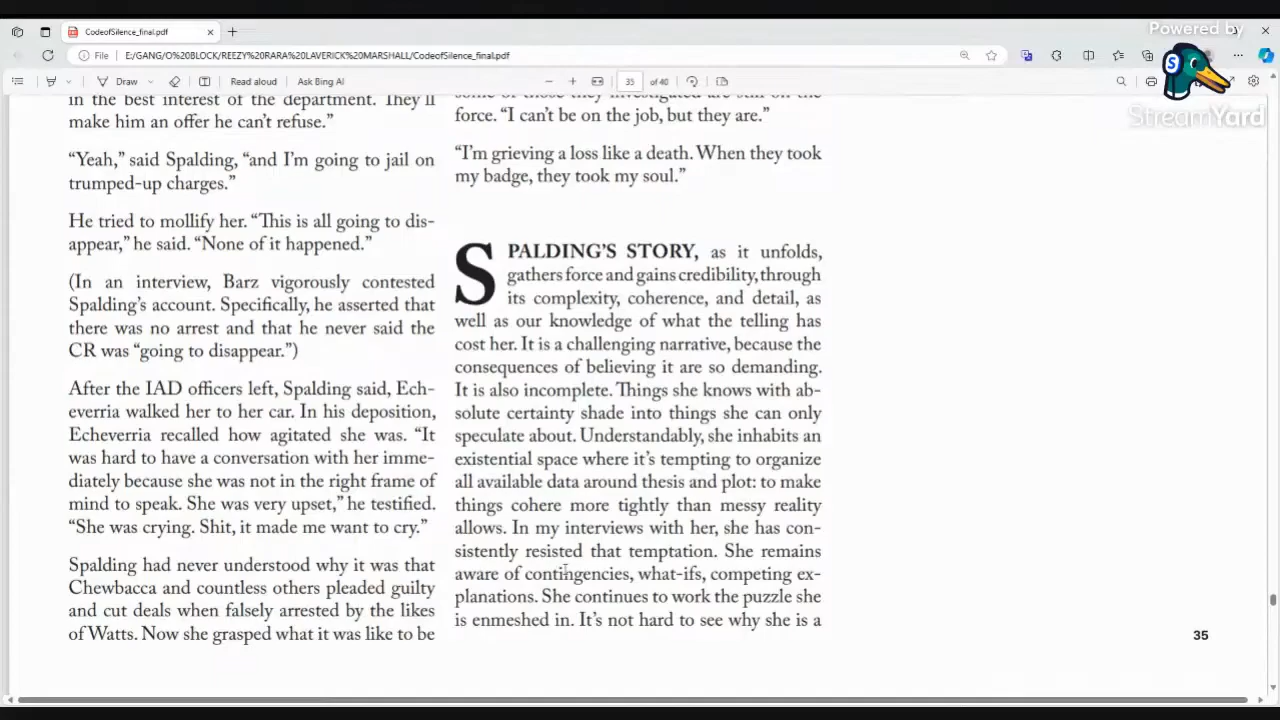 Powered by
CodeofSilence_final.pdf
File
E:/GANG/O%20BLOCK/REEZY%20RARA%20LAVERICK%20MARSHALL/CodeofSilence_final.pdf
Draw
Read aloud
Ask Bing AI
35 of 40
StreamYard
in the best interest of the department. They'll
make him an offer he can't refuse.”
“Yeah,” said Spalding, “and I'm going to jail on
trumped-up charges.”
He tried to mollify her. “This is all going to dis-
appear,” he said. “None of it happened.”
(In an interview, Barz vigorously contested
Spalding's account. Specifically, he asserted that
there was no arrest and that he never said the
CR was “going to disappear.”)
After the IAD officers left, Spalding said, Ech-
everria walked her to her car. In his deposition,
Echeverria recalled how agitated she was. “It
was hard to have a conversation with her imme-
diately because she was not in the right frame of
mind to speak. She was very upset,” he testified.
“She was crying. Shit, it made me want to cry.”
Spalding had never understood why it was that
Chewbacca and countless others pleaded guilty
and cut deals when falsely arrested by the likes
of Watts. Now she grasped what it was like to be
some of those they investigated are still on the
force. “I can't be on the job, but they are.”
“I'm grieving a loss like a death. When they took
my badge, they took my soul.”
SPALDING'S STORY, as it unfolds,
gathers force and gains credibility, through
its complexity, coherence, and detail, as
well as our knowledge of what the telling has
cost her. It is a challenging narrative, because the
consequences of believing it are so demanding.
It is also incomplete. Things she knows with ab-
solute certainty shade into things she can only
speculate about. Understandably, she inhabits an
existential space where it's tempting to organize
all available data around thesis and plot: to make
things cohere more tightly than messy reality
allows. In my interviews with her, she has con-
sistently resisted that temptation. She remains
aware of contingencies, what-ifs, competing ex-
planations. She continues to work the puzzle she
is enmeshed in. It's not hard to see why she is a
35